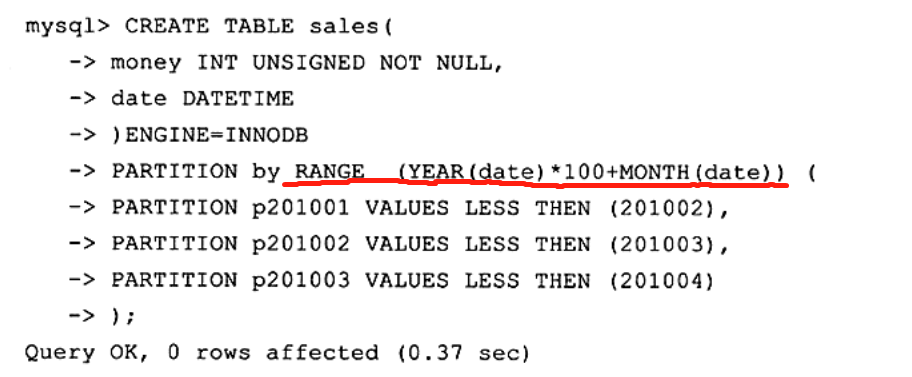 mysql> CREATE TABLE sales(
-> money INT UNSIGNED NOT NULL,
-> date DATETIME
-> )ENGINE=INNODB
-> PARTITION by RANGE (YEAR(date)*100+MONTH(date)) (
-> PARTITION p201001 VALUES LESS THEN (201002),
-> PARTITION p201002 VALUES LESS THEN (201003),
-> PARTITION p201003 VALUES LESS THEN (201004)
-> );
Query OK, 0 rows affected (0.37 sec)